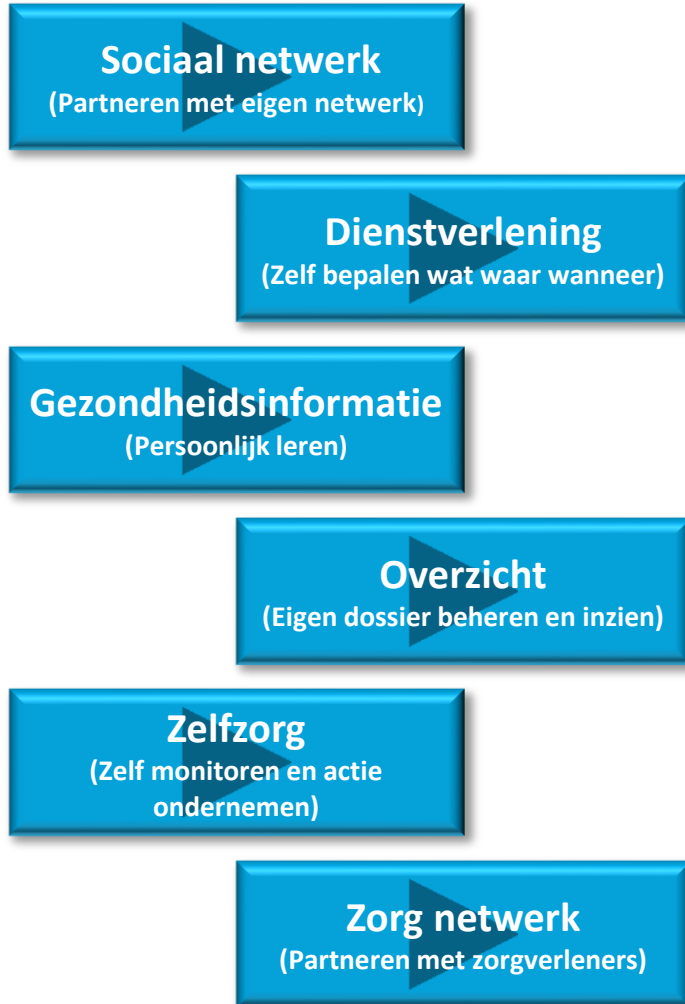 Sociaal netwerk
(Partneren met eigen netwerk)
Dienstverlening
(Zelf bepalen wat waar wanneer)
Gezondheidsinformatie
(Persoonlijk leren)
Overzicht
(Eigen dossier beheren en inzien)
Zelfzorg
(Zelf monitoren en actie
ondernemen)
Zorg netwerk
(Partneren met zorgverleners)